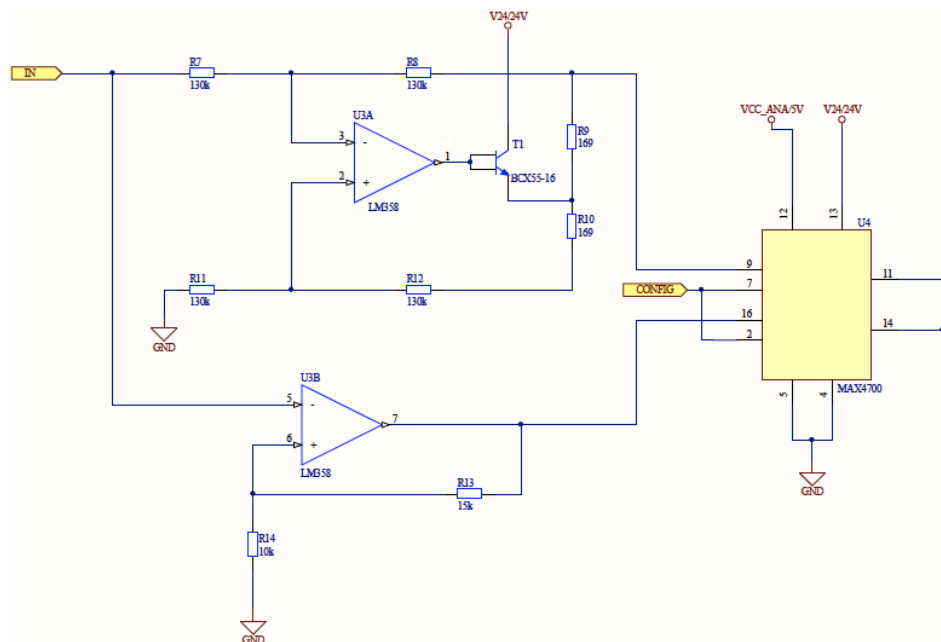 V24/24V
IN
R7
130k
R8
130k
U3A
3
-
2
+
1
LM358
T1
BCX55-16
R9
169
R10
169
VCC_ANA/5V
V24/24V
12
13
U4
9
7
16
2
11
14
5
4
MAX4700
GND
R11
130k
R12
130k
GND
CONFIG
U3B
5
-
6
+
7
LM358
R13
15k
R14
10k
GND